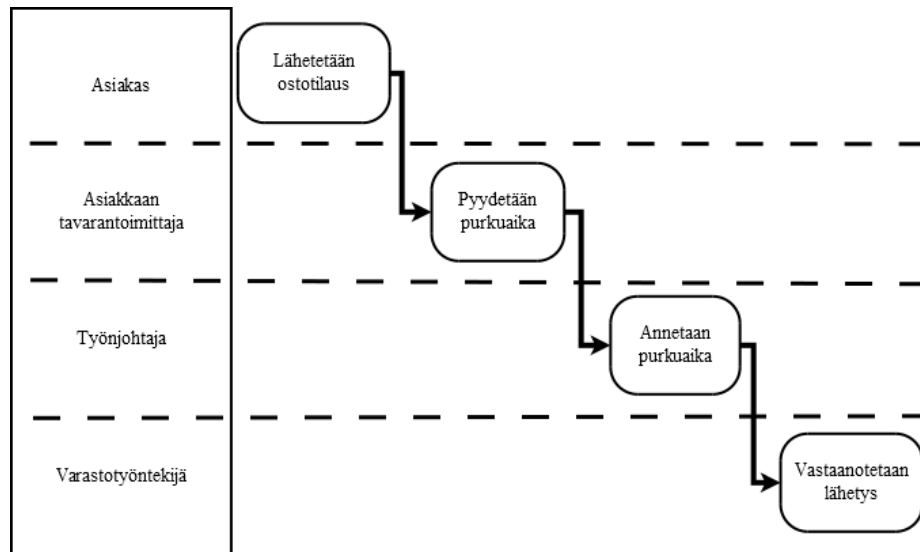 Asiakas
Lähetetään
ostotilaus
Asiakkaan
tavarantoimittaja
Pyydetään
purkuaika
Työnjohtaja
Annetaan
purkuaika
Varastotyöntekijä
Vastaanotetaan
lähetys